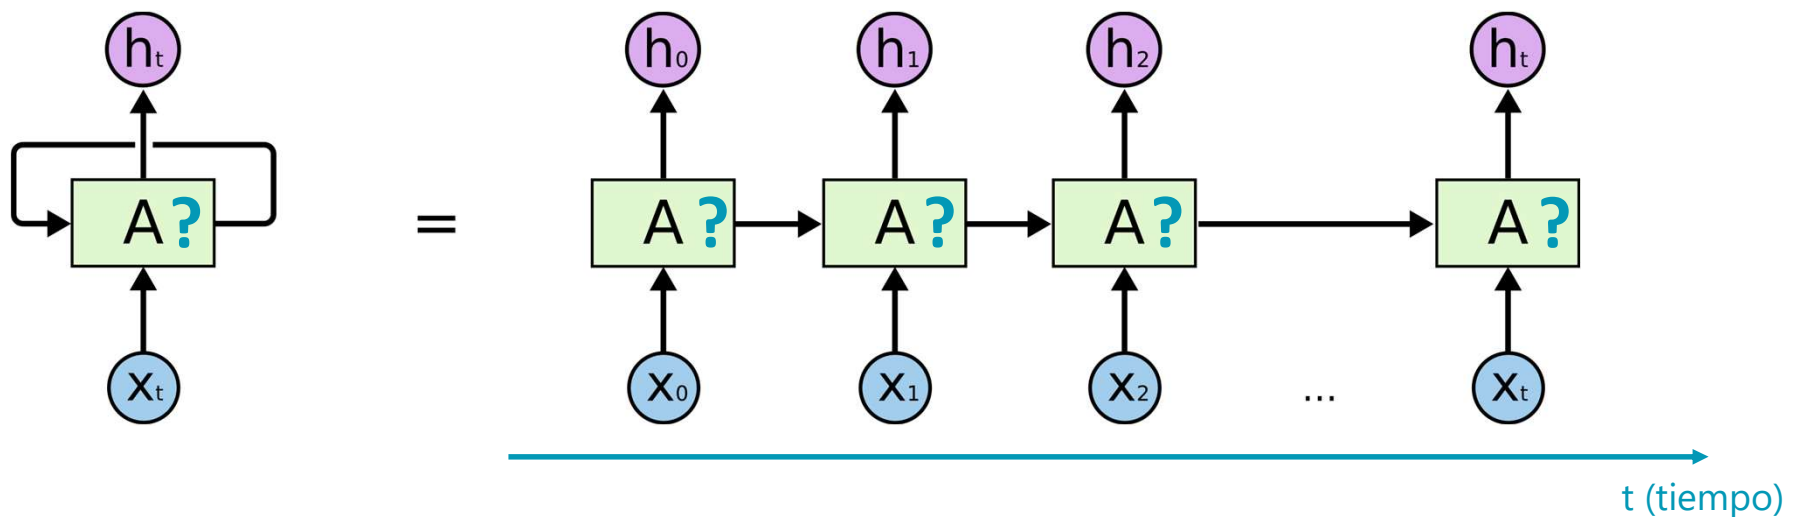 ht h0 h1 h2 ht
A? = A? A? A? A?
xt x0 x1 x2 ... xt
t (tiempo)